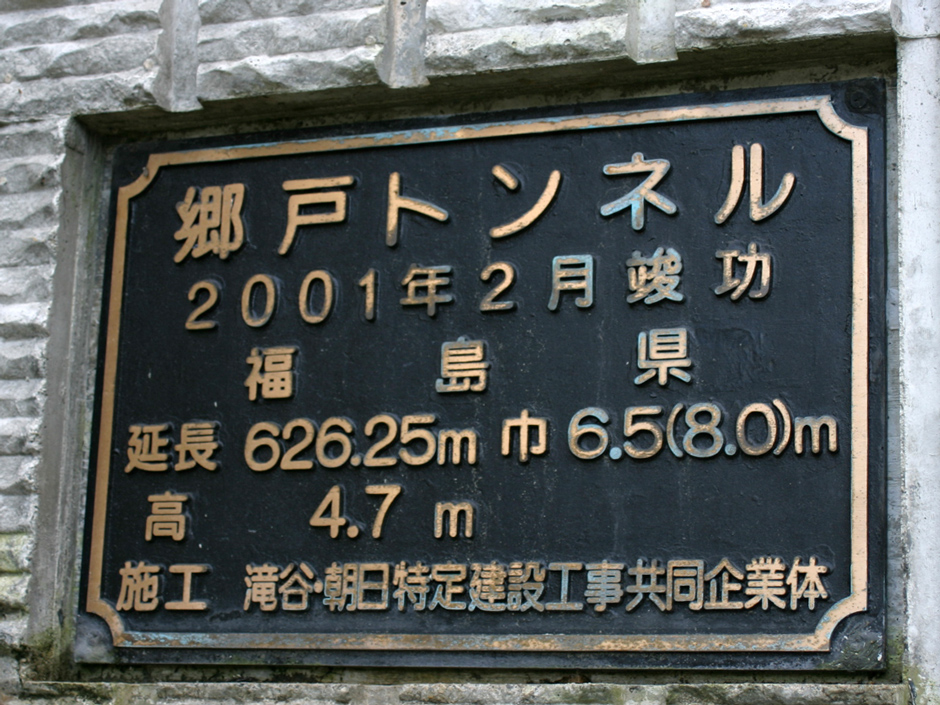 郷戸トンネル
2001年2月竣功
福島県
延長 626.25m 巾 6.5(8.0)m
高 4.7 m
施工 滝谷・朝日特定建設工事共同企業体